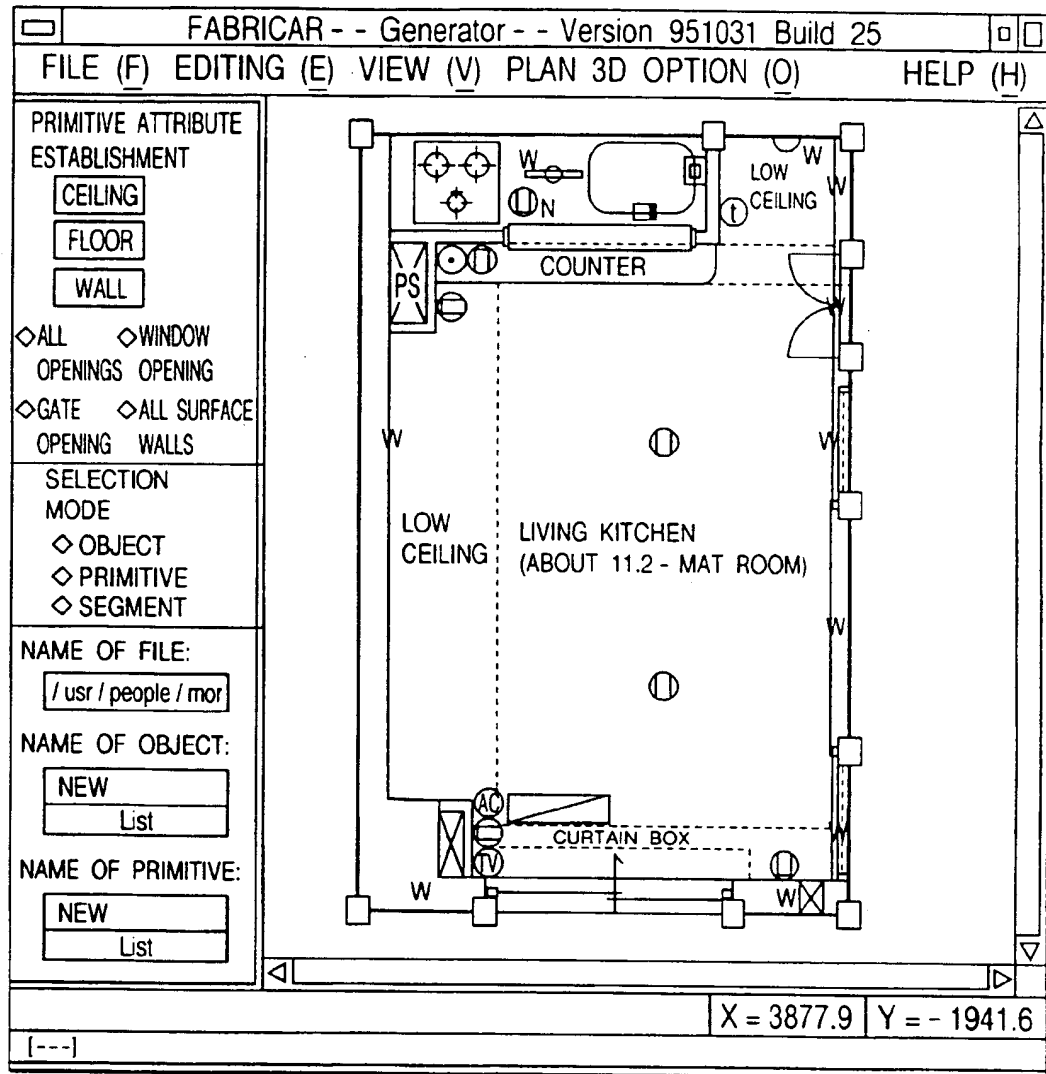 FABRICAR - - Generator - - Version 951031 Build 25
FILE (F) EDITING (E) VIEW (V) PLAN 3D OPTION (O) HELP (H)
PRIMITIVE ATTRIBUTE
ESTABLISHMENT
CEILING
FLOOR
WALL
ALL WINDOW
OPENINGS OPENING
GATE ALL SURFACE
OPENING WALLS
SELECTION
MODE
OBJECT
PRIMITIVE
SEGMENT
NAME OF FILE:
/ usr / people / mor
NAME OF OBJECT:
NEW
List
NAME OF PRIMITIVE:
NEW
List
W
W
LOW
CEILING
W
N
t
COUNTER
PS
W
W
W
LOW
CEILING
LIVING KITCHEN
(ABOUT 11.2 - MAT ROOM)
W
AC
CURTAIN BOX
W
TV
W
W
X = 3877.9 Y = - 1941.6
[---]